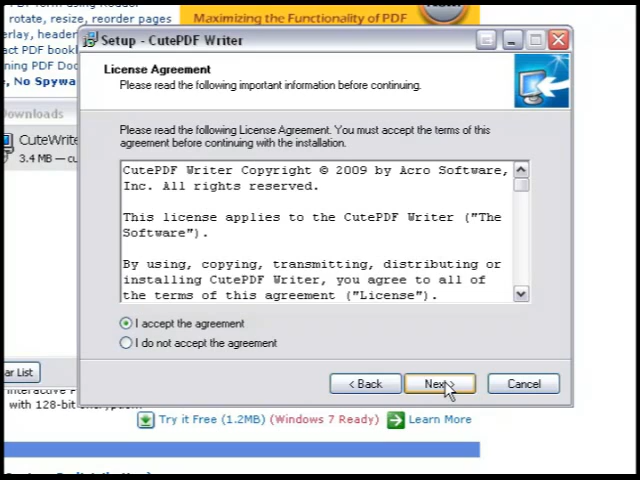 rotate, resize, reorder pages
Maximizing the Functionality of PDF
Setup - CutePDF Writer
License Agreement
Please read the following important information before continuing.
No Spywa
ownloads
CuteWrite
3.4 MB — cu
Please read the following License Agreement. You must accept the terms of this
agreement before continuing with the installation.
CutePDF Writer Copyright © 2009 by Acro Software,
Inc. All rights reserved.
This license applies to the CutePDF Writer ("The
Software").
By using, copying, transmitting, distributing or
installing CutePDF Writer, you agree to all of
the terms of this agreement ("License").
I accept the agreement
I do not accept the agreement
ar List
< Back
Next >
Cancel
with 128-bit
Try it Free (1.2MB) (Windows 7 Ready)
Learn More